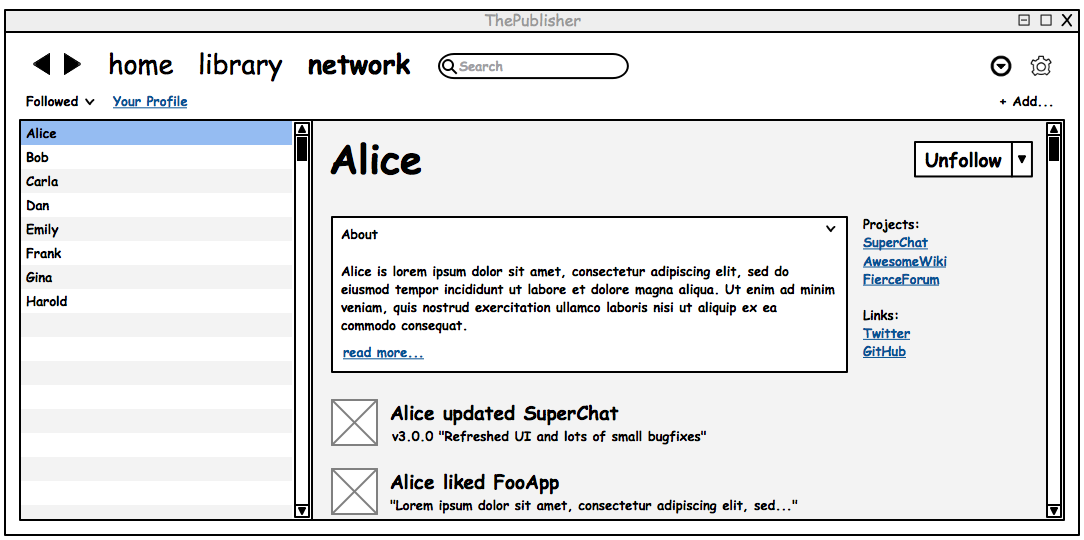 ThePublisher
home library network Search
Followed Your Profile + Add...
Alice
Bob
Carla
Dan
Emily
Frank
Gina
Harold
Alice
Unfollow
About
Alice is lorem ipsum dolor sit amet, consectetur adipiscing elit, sed do
eiusmod tempor incididunt ut labore et dolore magna aliqua. Ut enim ad minim
veniam, quis nostrud exercitation ullamco laboris nisi ut aliquip ex ea
commodo consequat.
read more...
Projects:
SuperChat
AwesomeWiki
FierceForum
Links:
Twitter
GitHub
Alice updated SuperChat
v3.0.0 "Refreshed UI and lots of small bugfixes"
Alice liked FooApp
"Lorem ipsum dolor sit amet, consectetur adipiscing elit, sed..."